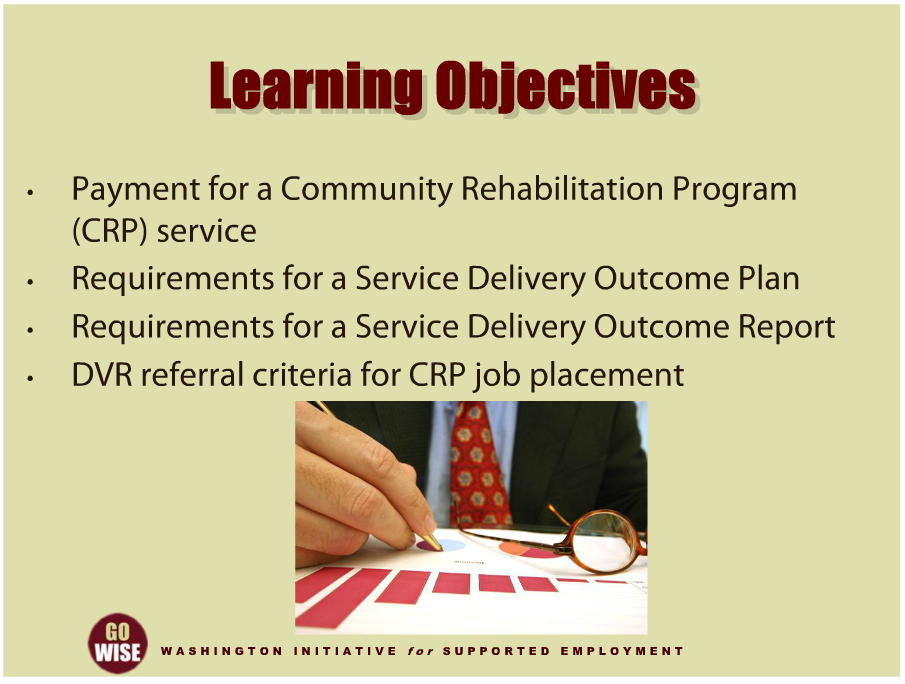 Learning Objectives
• Payment for a Community Rehabilitation Program
(CRP) service
• Requirements for a Service Delivery Outcome Plan
• Requirements for a Service Delivery Outcome Report
• DVR referral criteria for CRP job placement
GO
WISE
WASHINGTON INITIATIVE for SUPPORTED EMPLOYMENT